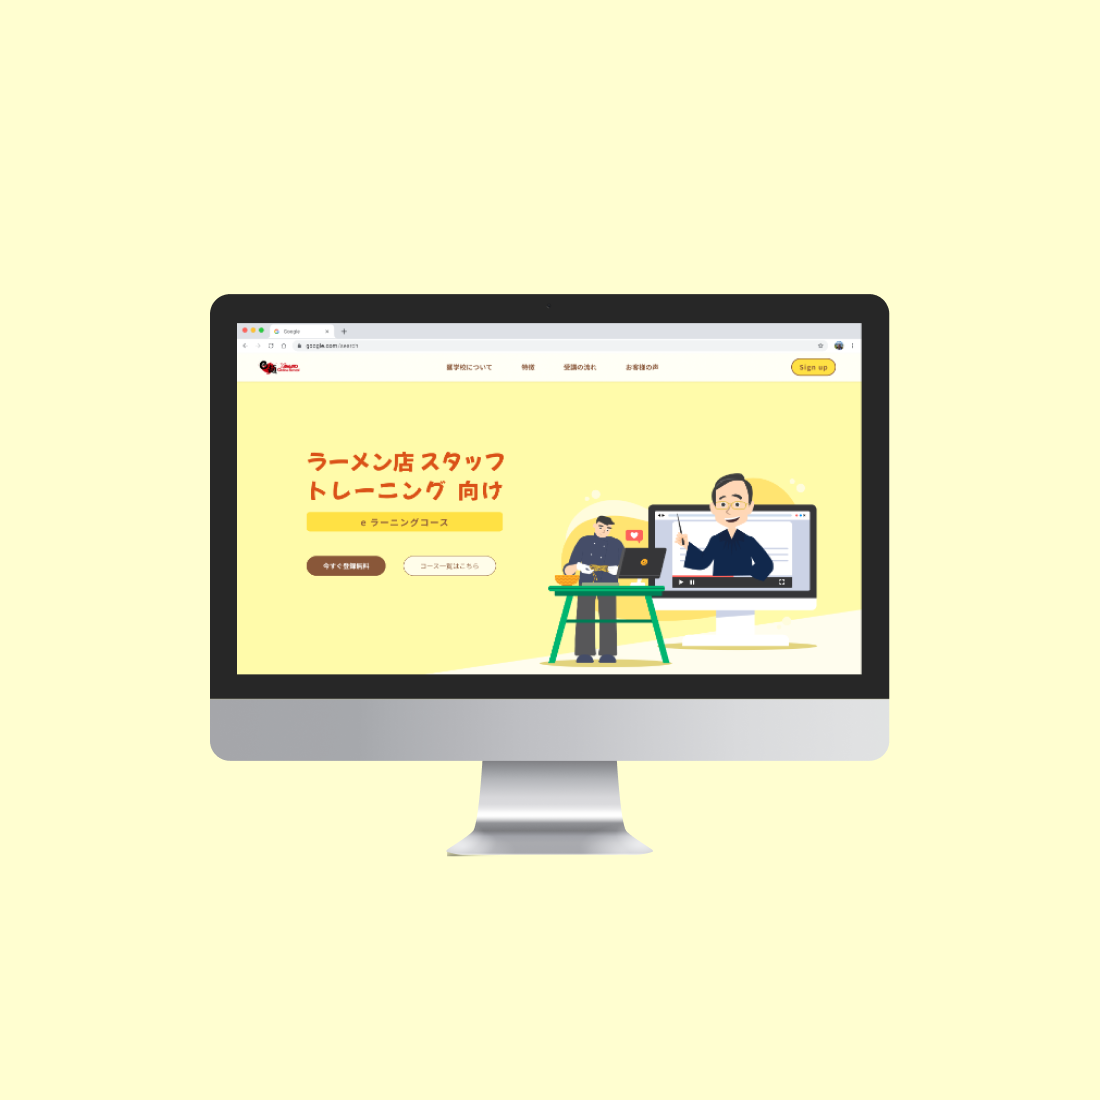 Google
google.com/search
麺学校について
特徴
受講の流れ
お客様の声
Sign up
ラーメン店 スタッフ
トレーニング 向け
e ラーニングコース
今すぐ登録無料
コース一覧はこちら